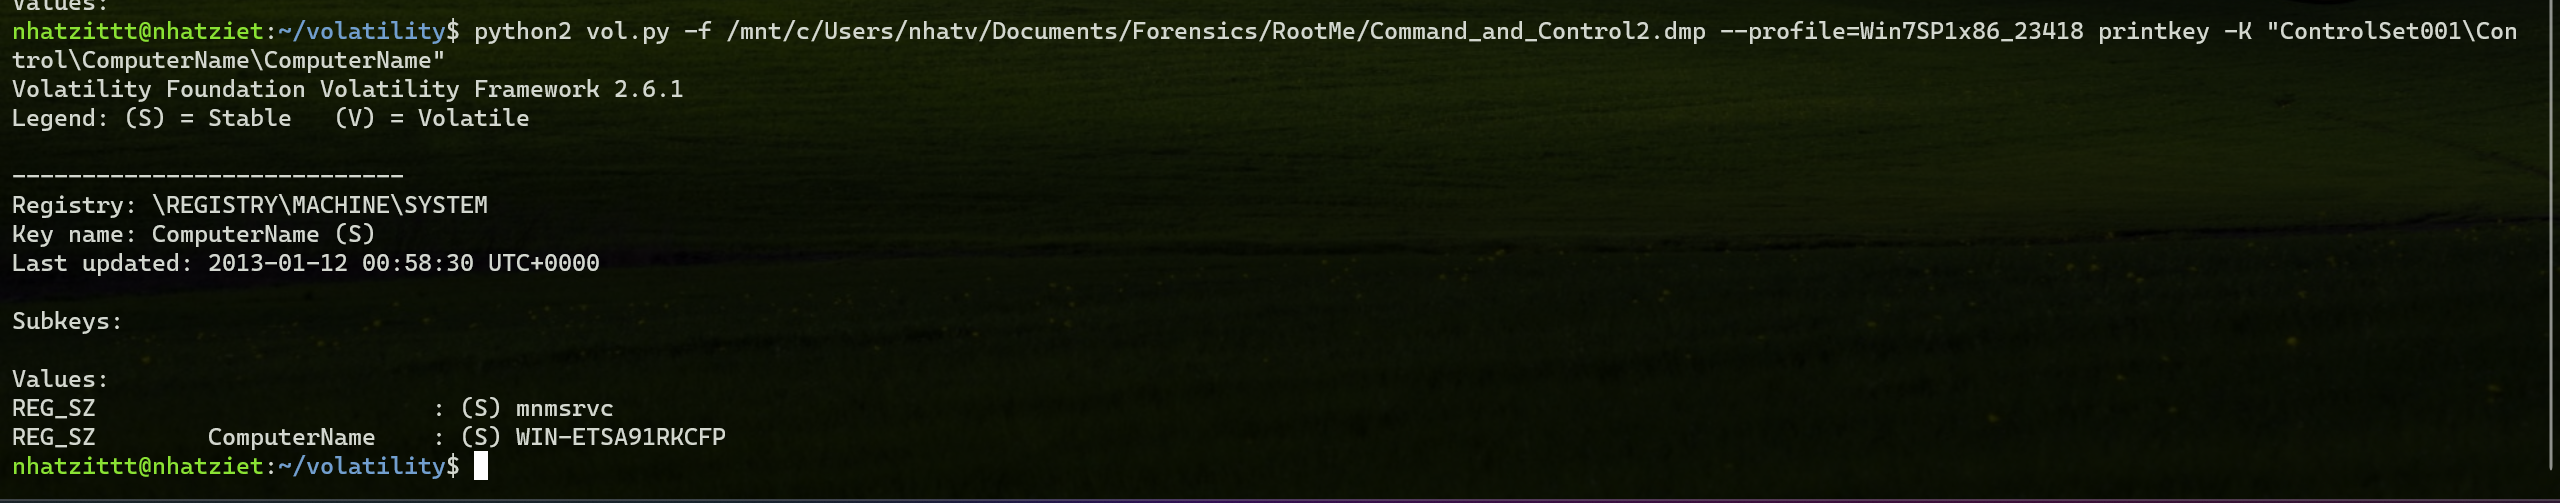 Values:
nhatzittt@nhatziet:~/volatility$ python2 vol.py -f /mnt/c/Users/nhatv/Documents/Forensics/RootMe/Command_and_Control2.dmp --profile=Win7SP1x86_23418 printkey -K "ControlSet001\Con
trol\ComputerName\ComputerName"
Volatility Foundation Volatility Framework 2.6.1
Legend: (S) = Stable   (V) = Volatile
----------------------------
Registry: \REGISTRY\MACHINE\SYSTEM
Key name: ComputerName (S)
Last updated: 2013-01-12 00:58:30 UTC+0000
Subkeys:
Values:
REG_SZ                        : (S) mnmsrvc
REG_SZ        ComputerName    : (S) WIN-ETSA91RKCFP
nhatzittt@nhatziet:~/volatility$